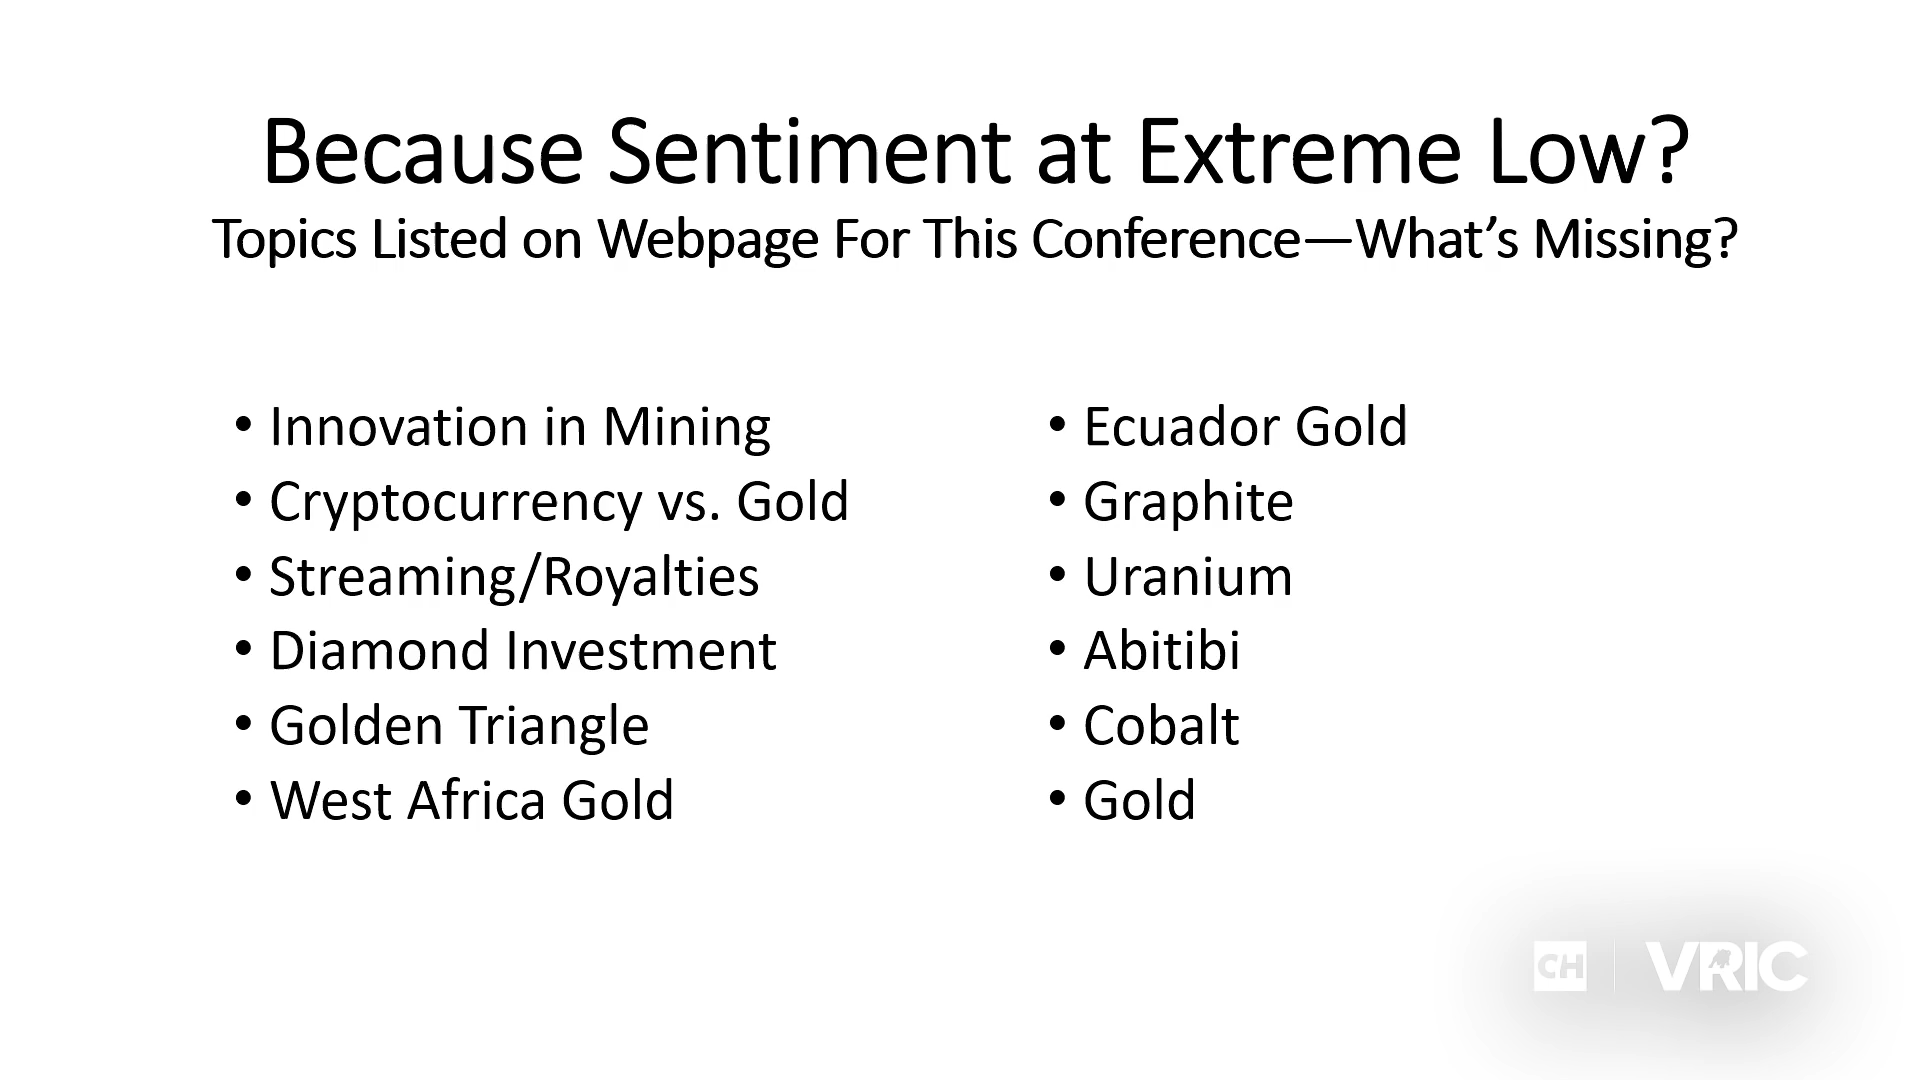 Because Sentiment at Extreme Low?
Topics Listed on Webpage For This Conference—What’s Missing?
• Innovation in Mining
• Cryptocurrency vs. Gold
• Streaming/Royalties
• Diamond Investment
• Golden Triangle
• West Africa Gold
• Ecuador Gold
• Graphite
• Uranium
• Abitibi
• Cobalt
• Gold
CH | VRIC